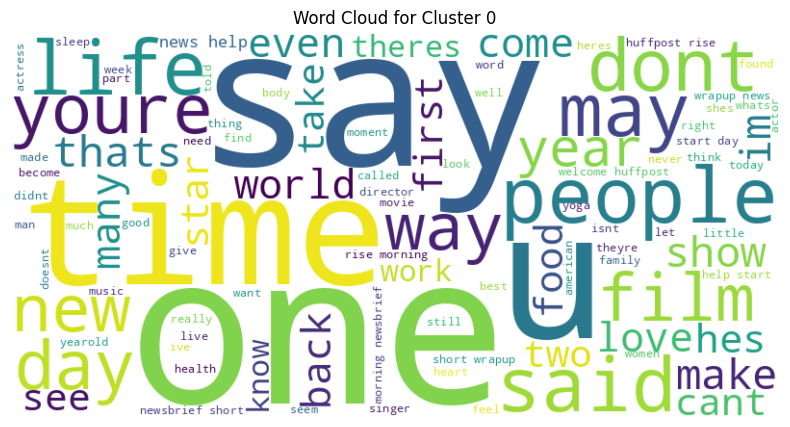 Word Cloud for Cluster 0
sleep
news help
even
theres
come
heres
huffpost rise
actress
life
week
part
told
say
word
dont
found
youre
body
well
may
wrapup news
shes
whats
actor
take
first
thing
find
moment
year
im
right
start day
need
thats
look
never
think
today
made
become
many
star
world
called
director
movie
welcome huffpost
people
yoga
didnt
man
much
good
time
way
isnt
let
little
give
rise morning
work
u
food
american
theyre
family
show
help start
doesnt
music
want
best
film
new
one
really
live
ive
back
know
morning newsbrief
still
short wrapup
heart
love
hes
two
women
day
yearold
health
said
make
see
newsbrief short
seem
singer
feel
cant